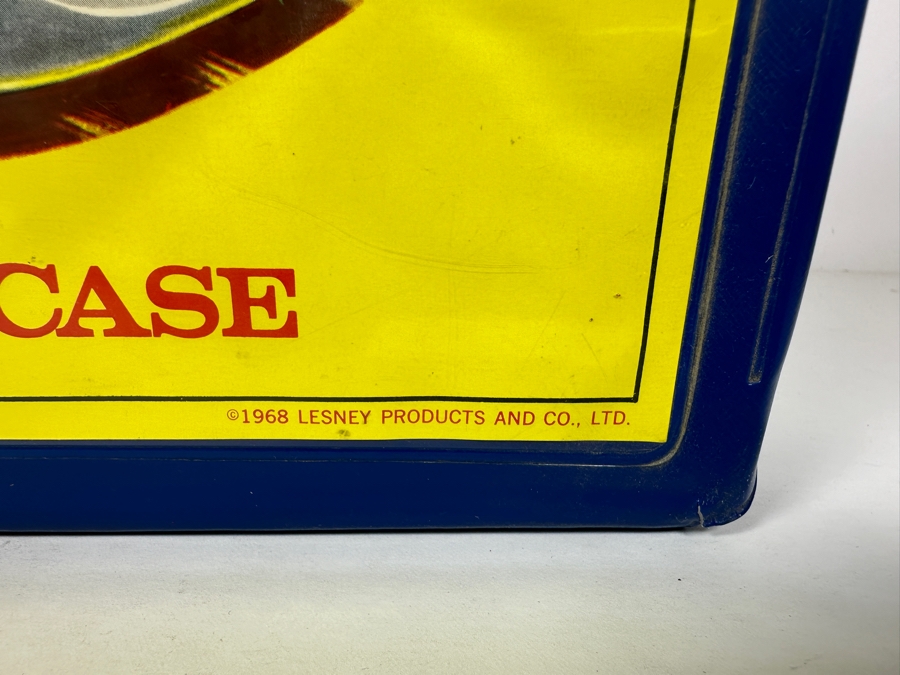 CASE
©1968 LESNEY PRODUCTS AND CO., LTD.